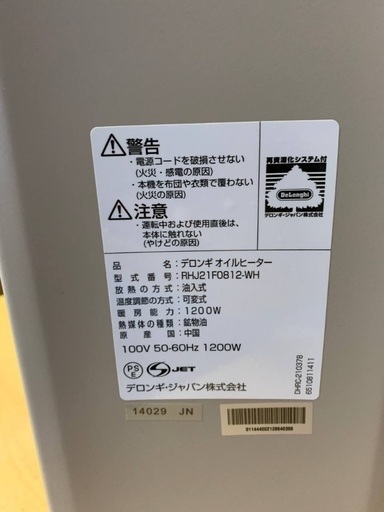 ⚠警告
・電源コードを破損させない
(火災・感電の原因)
・本機を布団や衣類で覆わない
(火災の原因)
⚠注意
・運転中および使用直後は、
本体に触れない
(やけどの原因)
再資源化システム付
DeLonghi
デロンギ・ジャパン株式会社
品名：デロンギ オイルヒーター
型式番号：RHJ21F0812-WH
放熱の方式：油入式
温度調節の方式：可変式
暖房能力：1200W
熱媒体の種類：鉱物油
原産：中国
100V 50-60Hz 1200W
PS
E
JET
デロンギ・ジャパン株式会社
DHRC-210378
6510811411
14029 JN